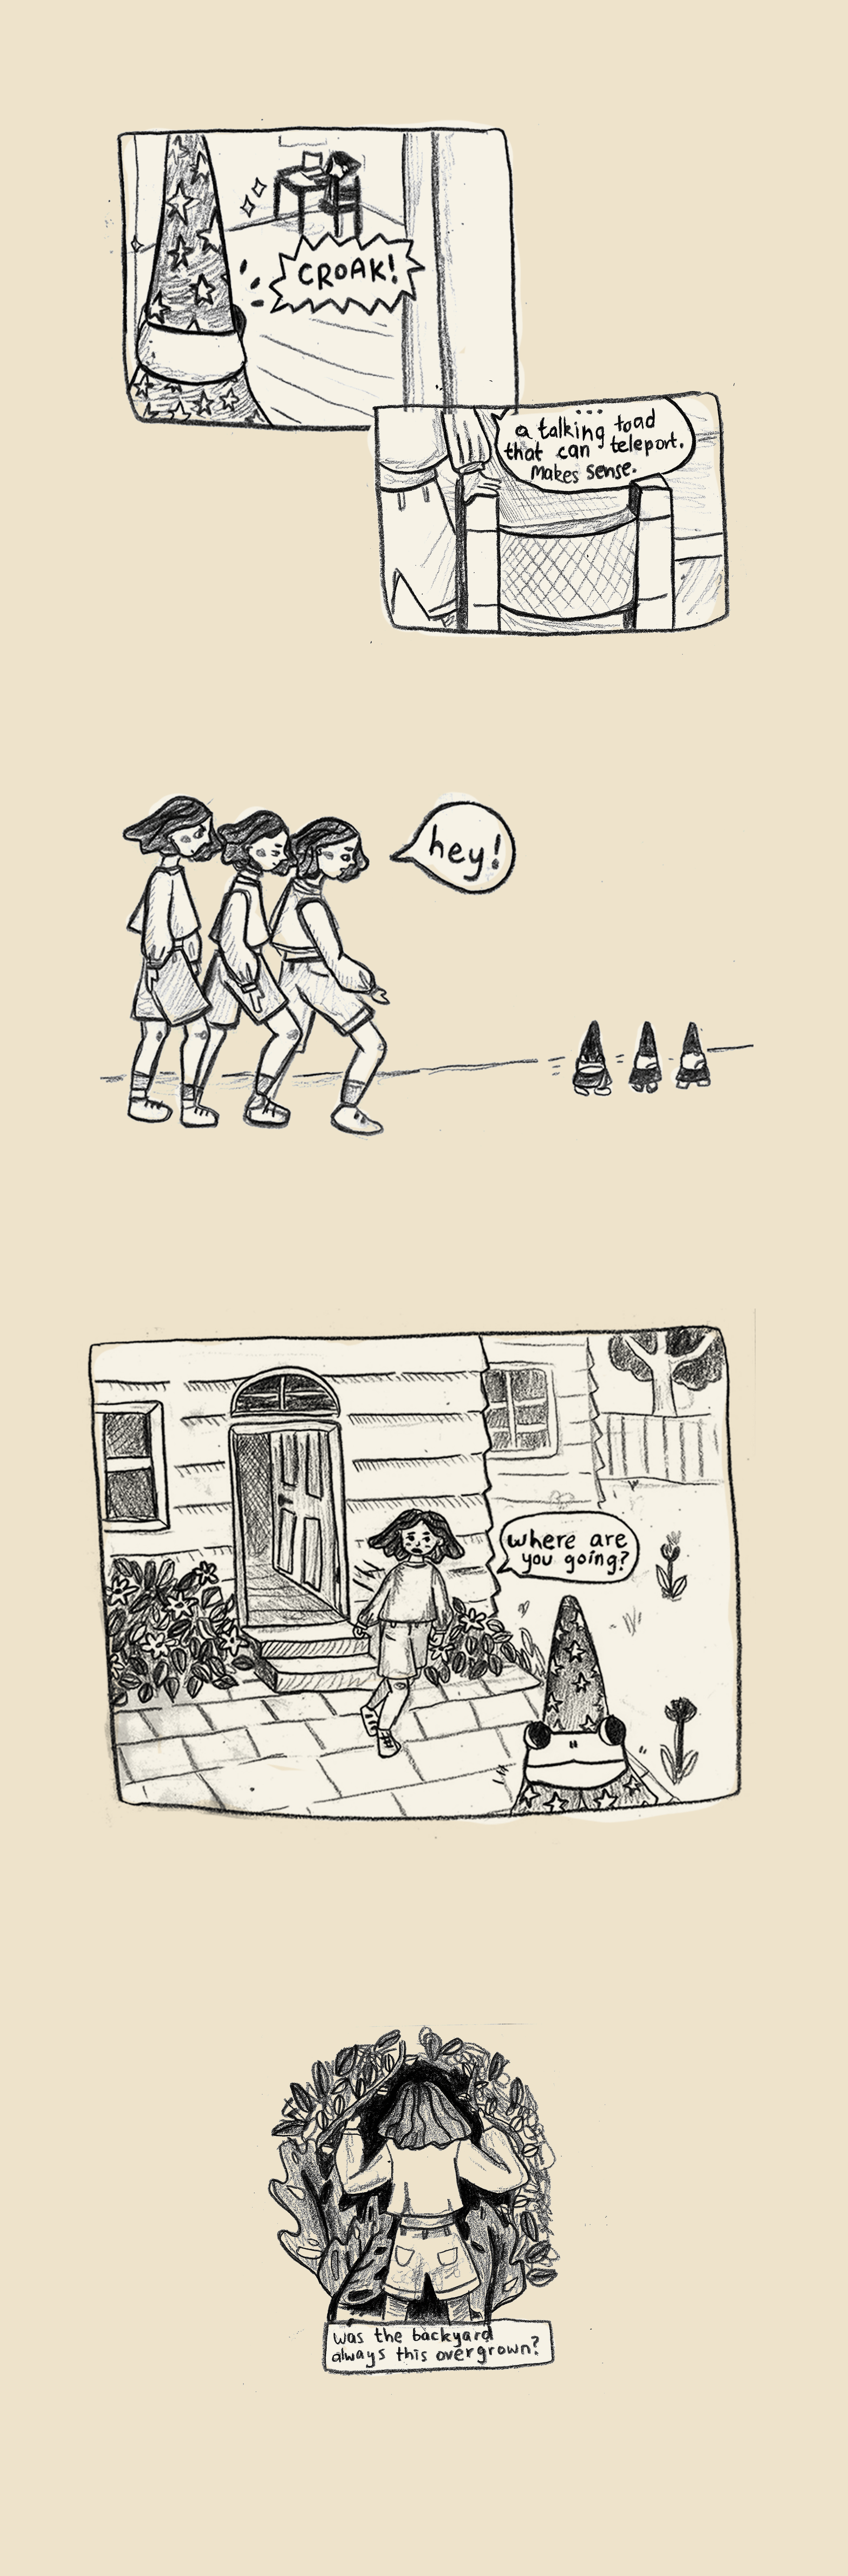 CROAK!
...
a talking toad
that can teleport.
makes sense.
hey!
where are
you going?
was the backyard
always this overgrown?